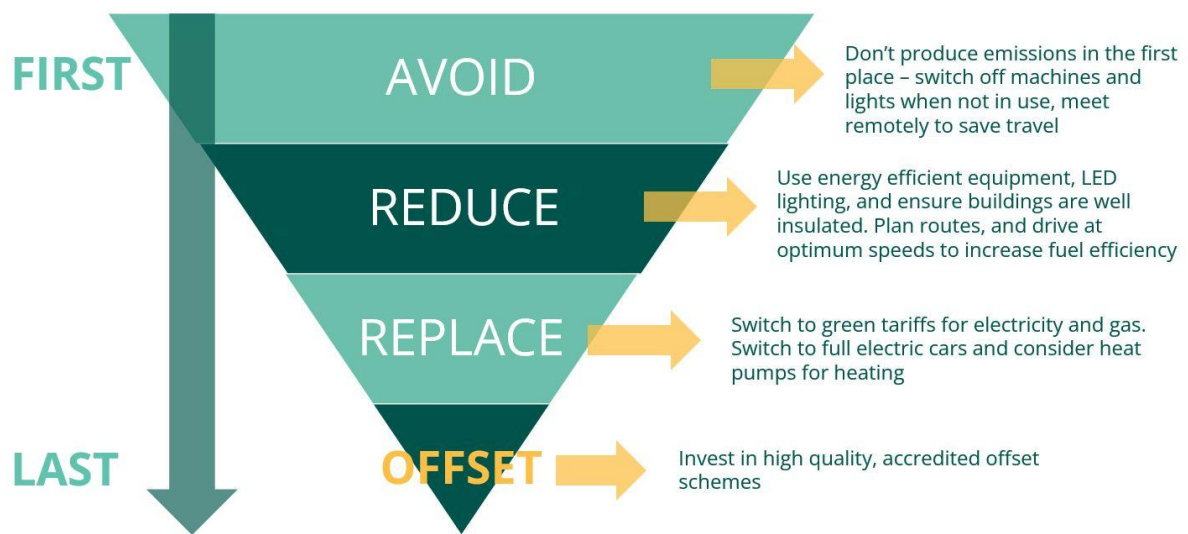 FIRST
AVOID
Don’t produce emissions in the first
place – switch off machines and
lights when not in use, meet
remotely to save travel
REDUCE
Use energy efficient equipment, LED
lighting, and ensure buildings are well
insulated. Plan routes, and drive at
optimum speeds to increase fuel efficiency
REPLACE
Switch to green tariffs for electricity and gas.
Switch to full electric cars and consider heat
pumps for heating
LAST
OFFSET
Invest in high quality, accredited offset
schemes